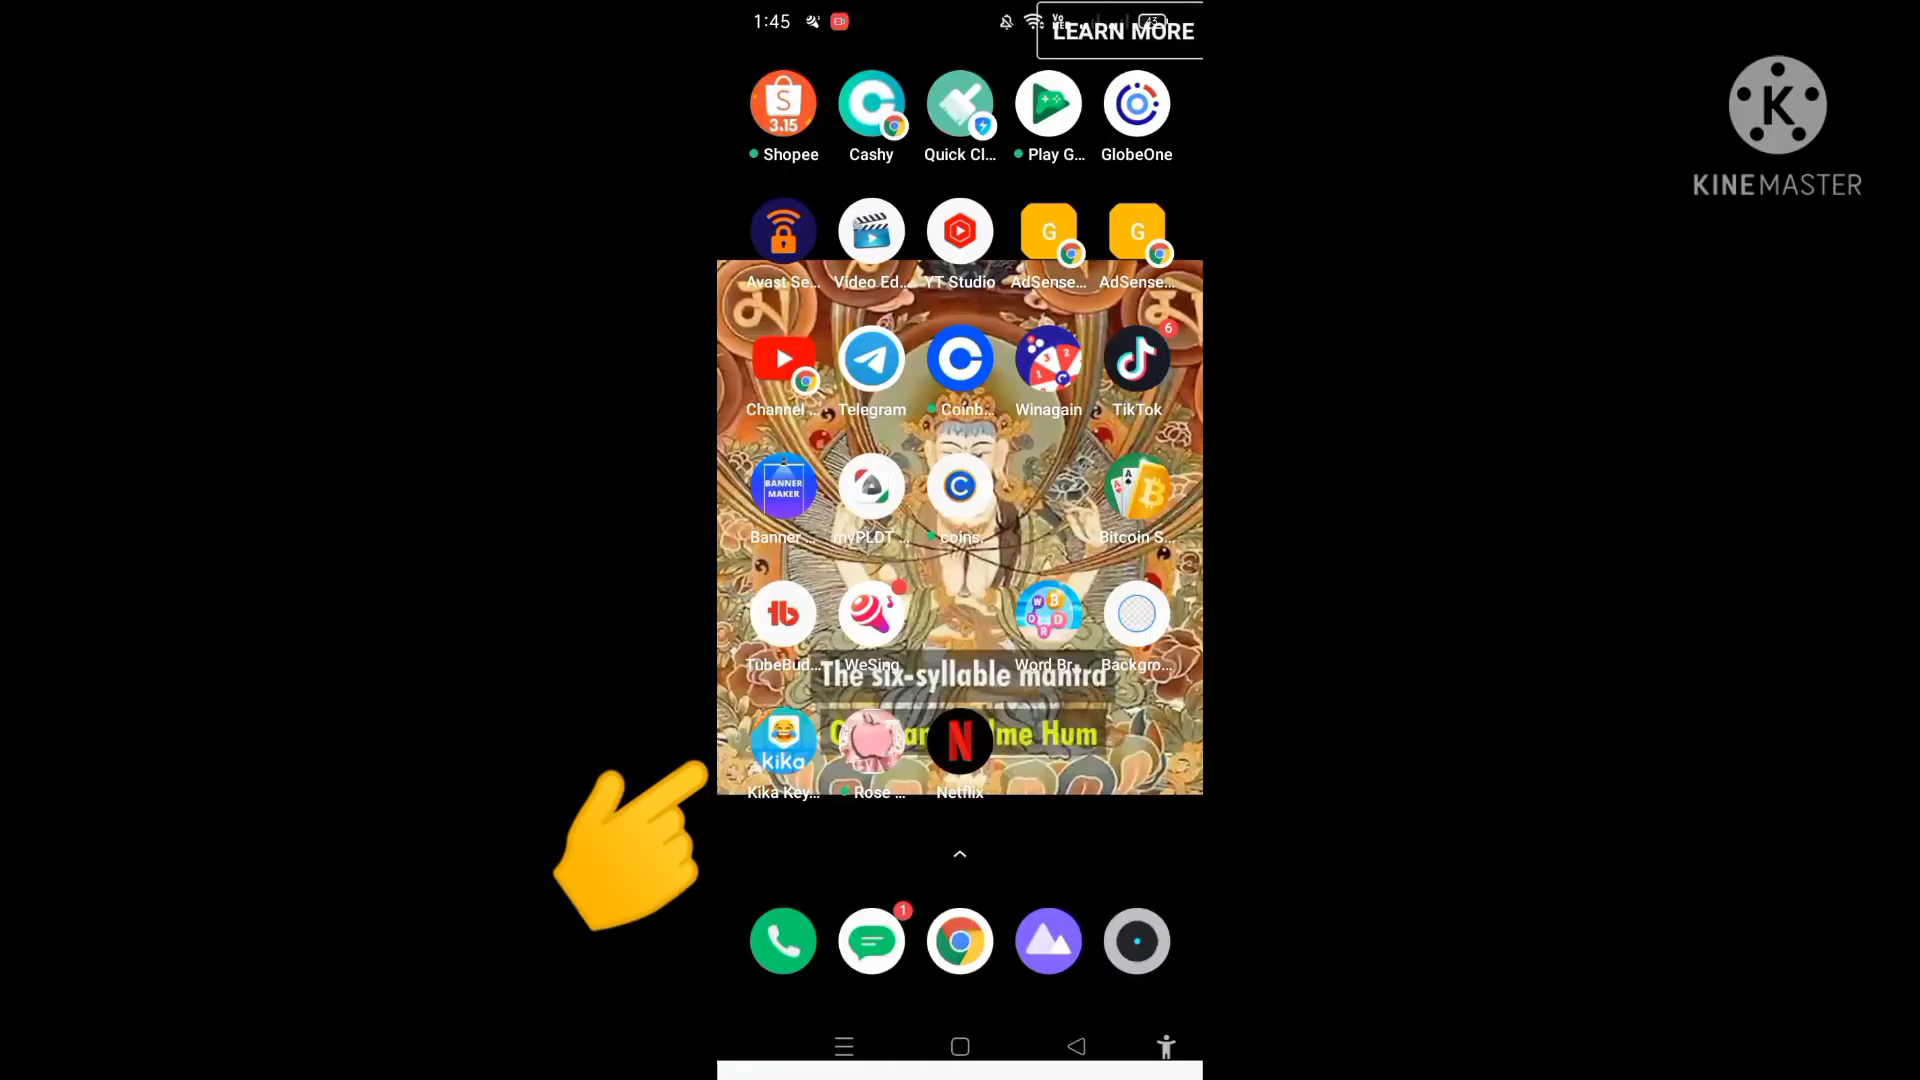 1:45
LEARN MORE
KINEMASTER
3.15
Shopee Cashy Quick Cl... Play G... GlobeOne
G G
Avast Se... Video Ed... YT Studio AdSense... AdSense...
6
Channel ... Telegram Coinb... Winagain TikTok
BANNER
MAKER
Banner ... myPLDT ... coins.... Bitcoin S...
TubeBud... WeSing Word Br... Backgro...
The six-syllable mantra
me Hum
kika
Kika Key... Rose ... Netflix
1